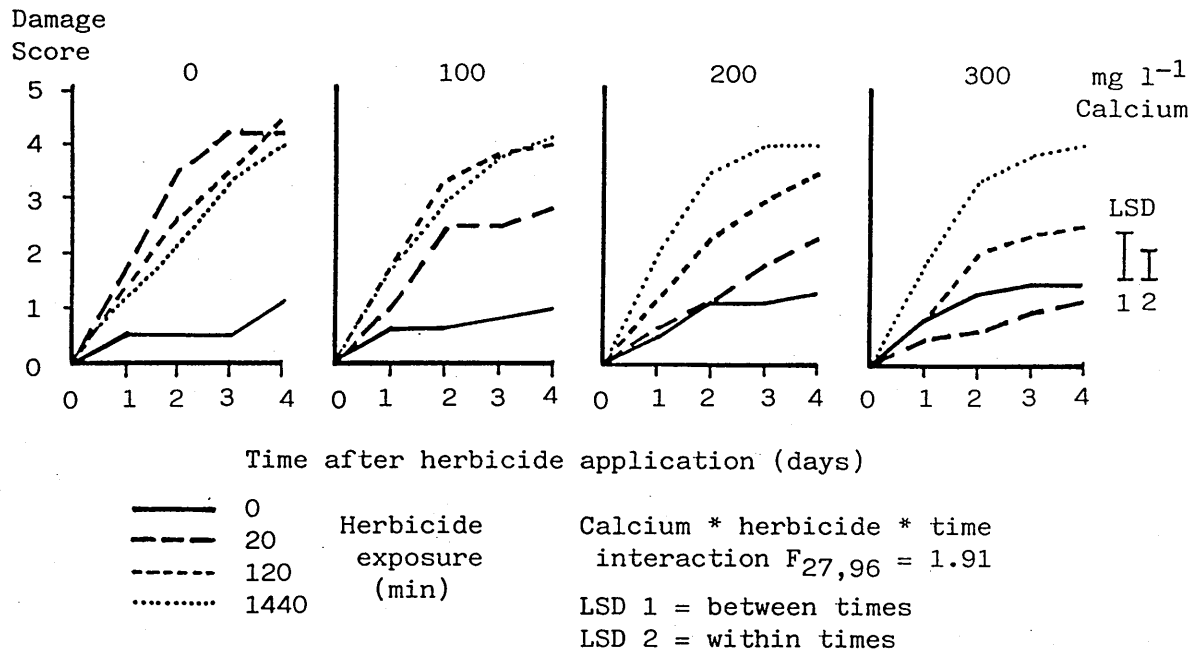 Damage
Score
0 100 200 300 mg l⁻¹
Calcium
5
4
3
2
1
0
LSD
1 2
0 1 2 3 4 0 1 2 3 4 0 1 2 3 4 0 1 2 3 4
Time after herbicide application (days)
0
20
120
1440
Herbicide
exposure
(min)
Calcium * herbicide * time
interaction F27,96 = 1.91
LSD 1 = between times
LSD 2 = within times